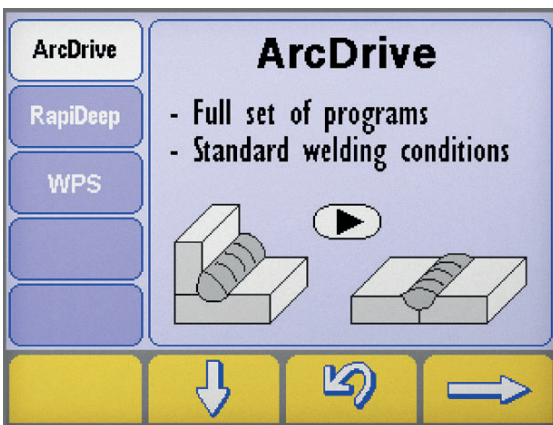 ArcDrive
RapiDeep
WPS
ArcDrive
- Full set of programs
- Standard welding conditions